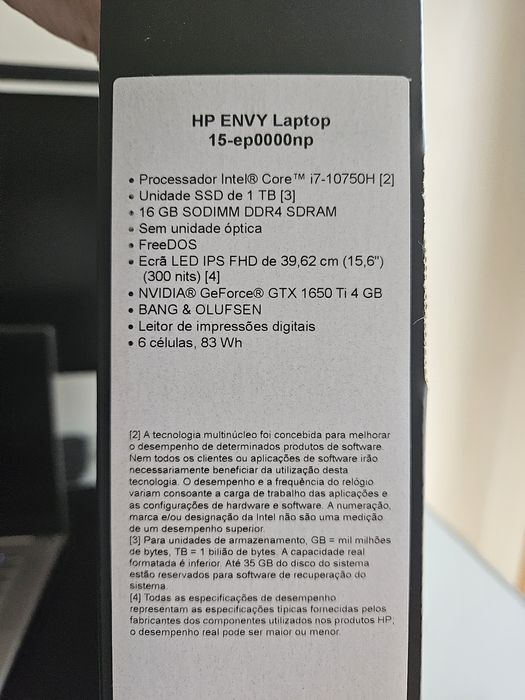 HP ENVY Laptop
15-ep0000np
• Processador Intel® Core™ i7-10750H [2]
• Unidade SSD de 1 TB [3]
• 16 GB SODIMM DDR4 SDRAM
• Sem unidade óptica
• FreeDOS
• Ecrã LED IPS FHD de 39,62 cm (15,6")
(300 nits) [4]
• NVIDIA® GeForce® GTX 1650 Ti 4 GB
• BANG & OLUFSEN
• Leitor de impressões digitais
• 6 células, 83 Wh
[2] A tecnologia multinúcleo foi concebida para melhorar
o desempenho de determinados produtos de software.
Nem todos os clientes ou aplicações de software irão
necessariamente beneficiar da utilização desta
tecnologia. O desempenho e a frequência do relógio
variam consoante a carga de trabalho das aplicações e
as configurações de hardware e software. A numeração,
marca e/ou designação da Intel não são uma medição
de um desempenho superior.
[3] Para unidades de armazenamento, GB = mil milhões
de bytes, TB = 1 bilião de bytes. A capacidade real
formatada é inferior. Até 35 GB do disco do sistema
estão reservados para software de recuperação do
sistema.
[4] Todas as especificações de desempenho
representam as especificações típicas fornecidas pelos
fabricantes dos componentes utilizados nos produtos HP;
o desempenho real pode ser maior ou menor.